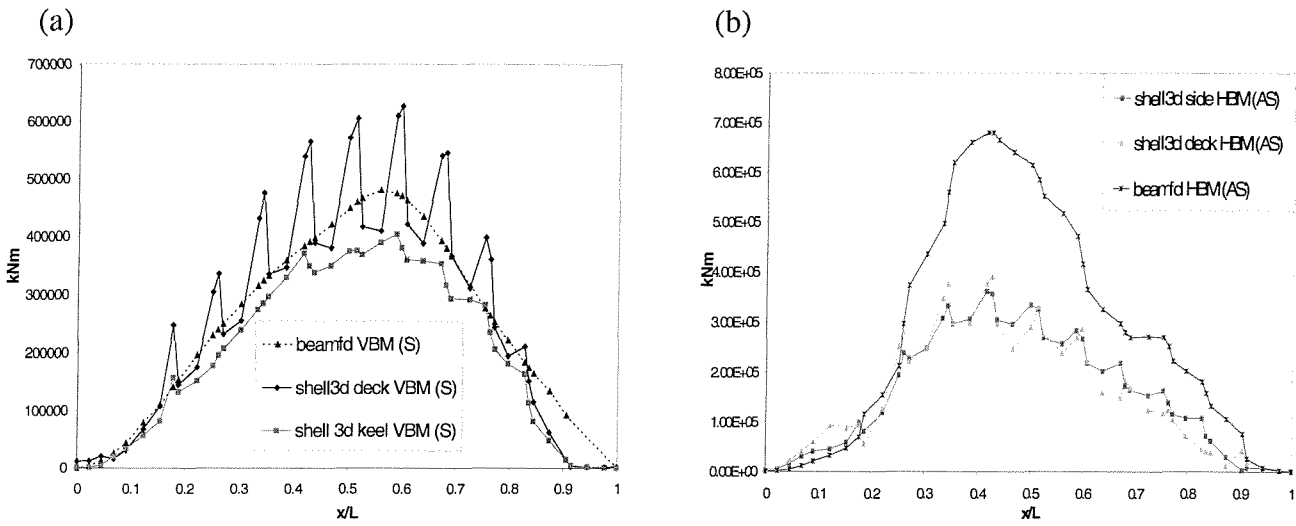 (a)
700000
600000
500000
400000
300000
200000
100000
0
kNm
0
0.1
0.2
0.3
0.4
0.5
0.6
0.7
0.8
0.9
1
x/L
beamfd VBM (S)
shell3d deck VBM (S)
shell 3d keel VBM (S)
(b)
8.00E+05
7.00E+05
6.00E+05
5.00E+05
4.00E+05
3.00E+05
2.00E+05
1.00E+05
0.00E+00
kNm
0
0.1
0.2
0.3
0.4
0.5
0.6
0.7
0.8
0.9
1
x/L
shell3d side HBM (AS)
shell3d deck HBM (AS)
beamfd HBM (AS)